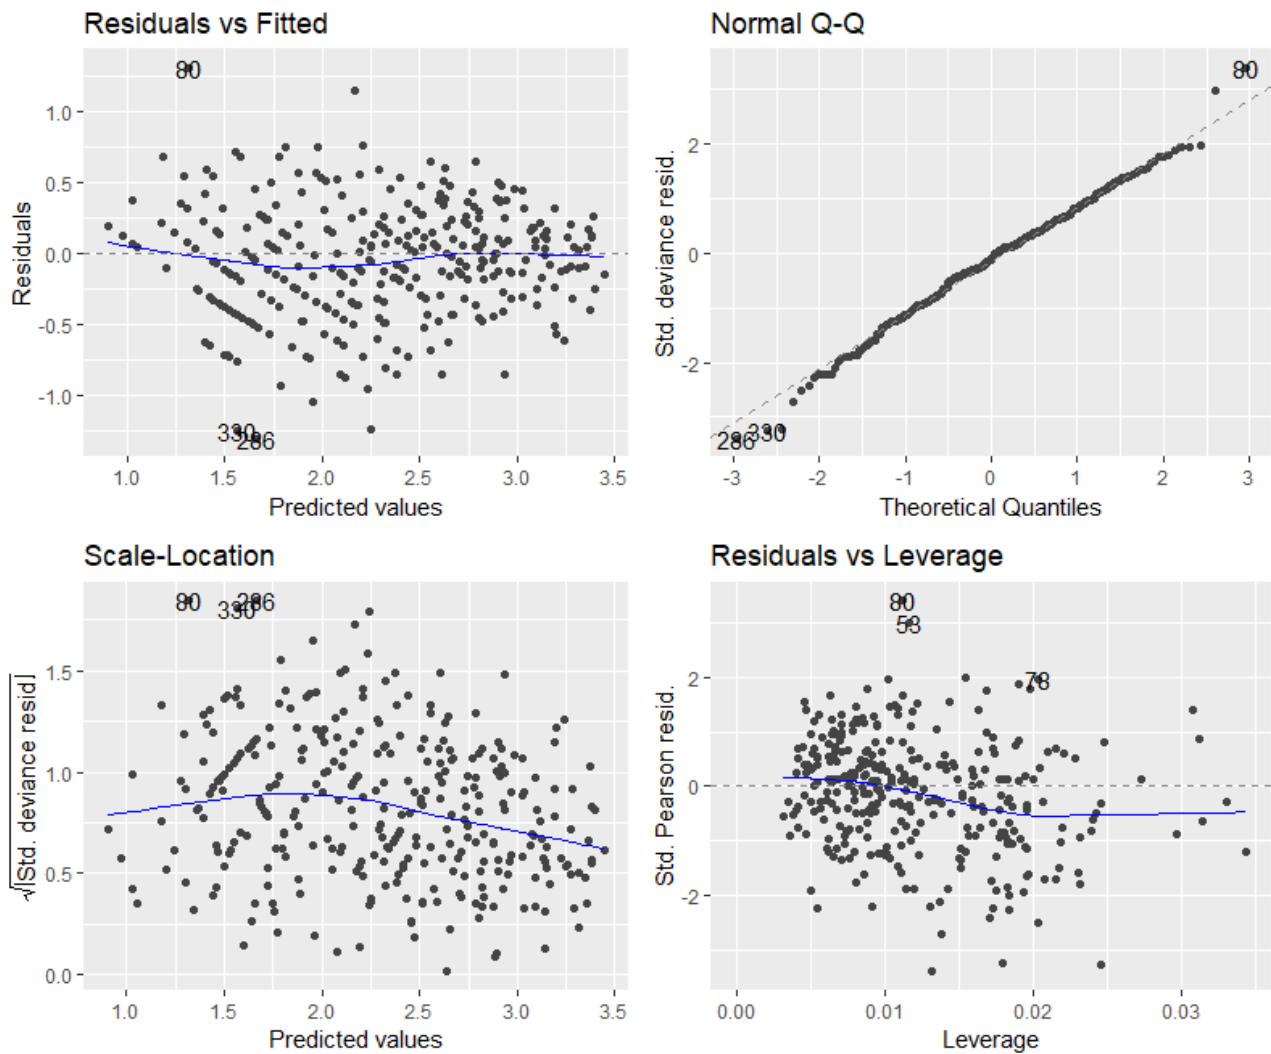 Residuals vs Fitted
80
330
286
1.0
0.5
0.0
-0.5
-1.0
Residuals
1.0 1.5 2.0 2.5 3.0 3.5
Predicted values
Normal Q-Q
80
286
330
2
0
-2
Std. deviance resid.
-3 -2 -1 0 1 2 3
Theoretical Quantiles
Scale-Location
80
330
286
1.5
1.0
0.5
0.0
√|Std. deviance resid|
1.0 1.5 2.0 2.5 3.0 3.5
Predicted values
Residuals vs Leverage
80
53
78
2
0
-2
Std. Pearson resid.
0.00 0.01 0.02 0.03
Leverage